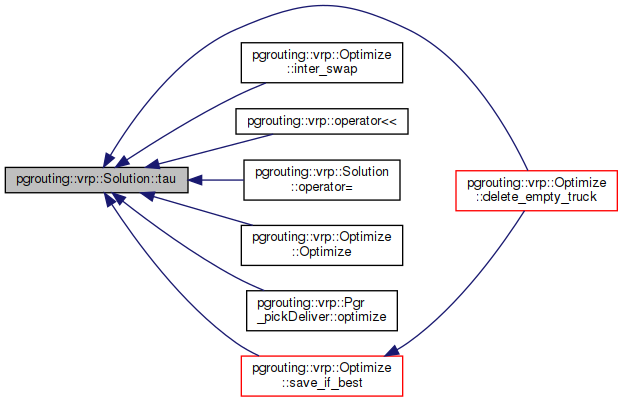 pgrouting::vrp::Solution::tau
pgrouting::vrp::Optimize
::inter_swap
pgrouting::vrp::operator<<
pgrouting::vrp::Solution
::operator=
pgrouting::vrp::Optimize
::Optimize
pgrouting::vrp::Pgr
_pickDeliver::optimize
pgrouting::vrp::Optimize
::save_if_best
pgrouting::vrp::Optimize
::delete_empty_truck